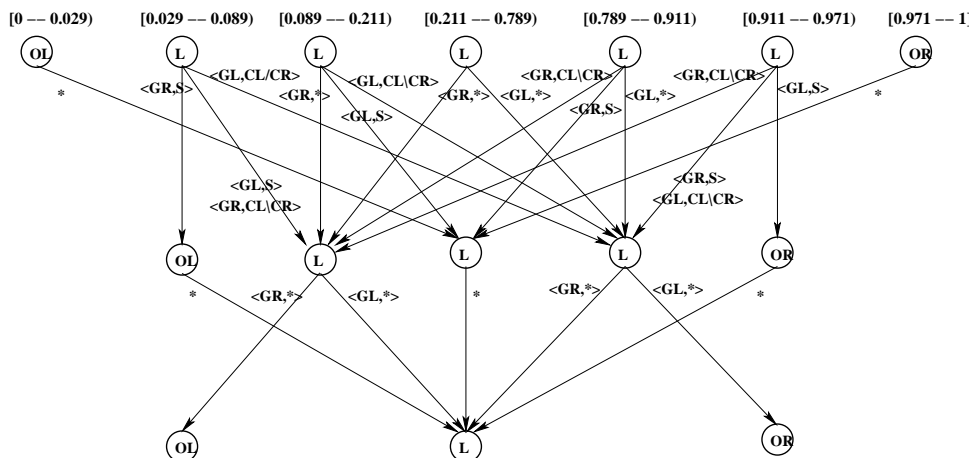 [0 −− 0.029) [0.029 −− 0.089) [0.089 −− 0.211) [0.211 −− 0.789) [0.789 −− 0.911) [0.911 −− 0.971) [0.971 −− 1]
OL L L L L L OR
<GL,CL/CR> <GL,CL\CR> <GR,CL\CR> <GR,CL\CR>
* <GR,S> <GR,*> <GR,*> <GL,*> <GL,*> <GL,S> *
<GL,S> <GR,S>
<GL,S> <GR,S>
<GR,CL\CR> <GL,CL\CR>
OL L L L OR
* <GR,*> <GL,*> * <GR,*> <GL,*> *
OL L OR